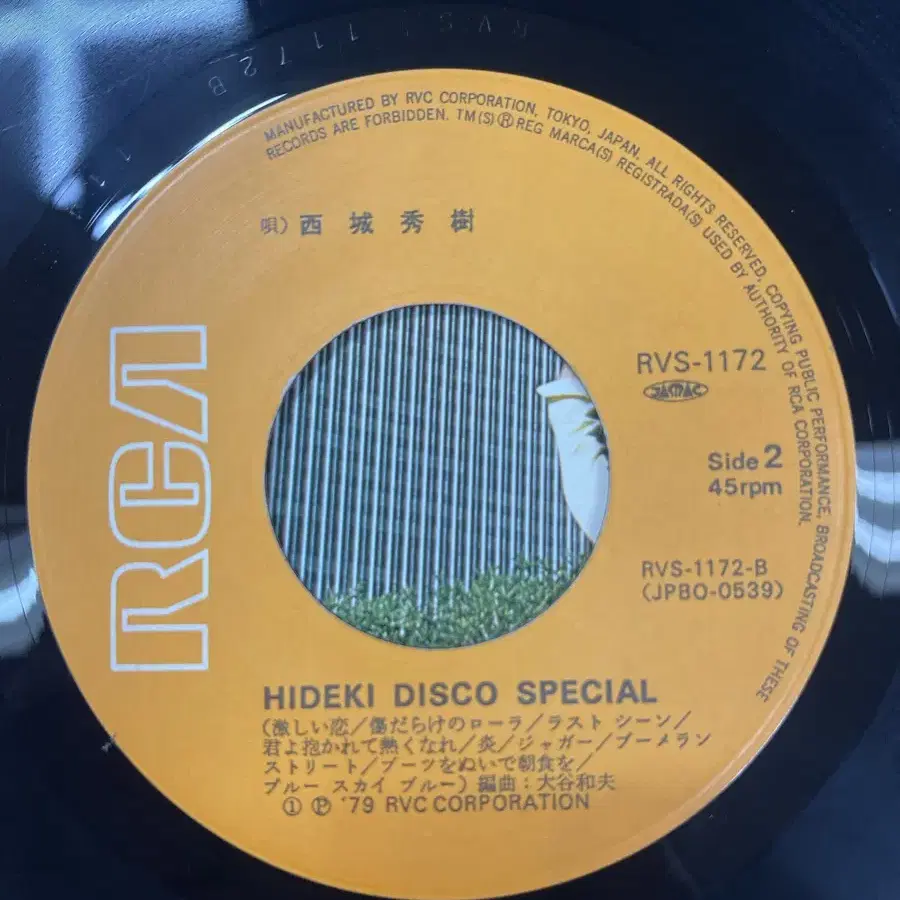 RVS 1172B
MANUFACTURED BY RVC CORPORATION, TOKYO, JAPAN, ALL RIGHTS RESERVED, COPYING PUBLIC PERFORMANCE, BROADCASTING OF THESE
RECORDS ARE FORBIDDEN. TM(S)®REG MARCA(S) REGISTRADA(S) USED BY AUTHORITY OF RCA CORPORATION.
唄) 西城秀樹
RCA
RVS-1172
JASRAC
Side 2
45rpm
RVS-1172-B
(JPBO-0539)
HIDEKI DISCO SPECIAL
(激しい恋/傷だらけのローラ/ラスト シーン/
君よ抱かれて熱くなれ/炎/ジャガー/ブーメラン
ストリート/ブーツをぬいで朝食を/
ブルー スカイ ブルー) 編曲:大谷和夫
① Ⓟ '79 RVC CORPORATION